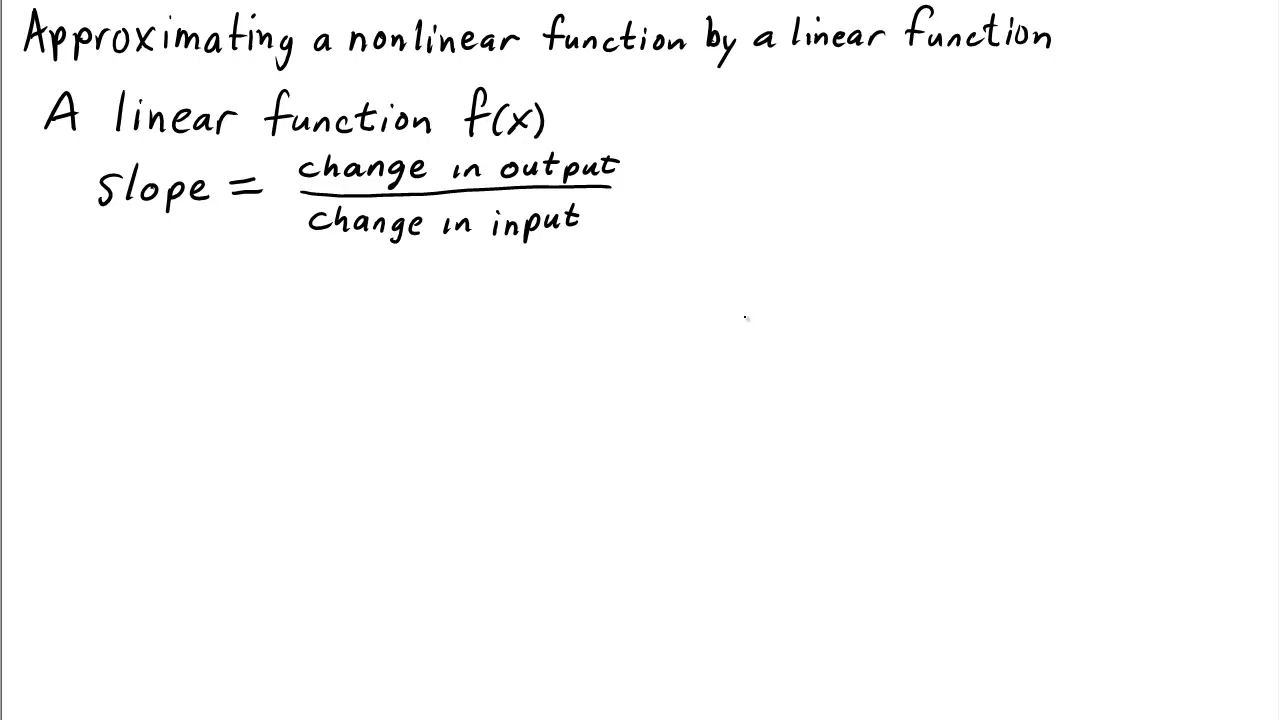 Approximating a nonlinear function by a linear function
A linear function f(x)
slope = change in output
change in input